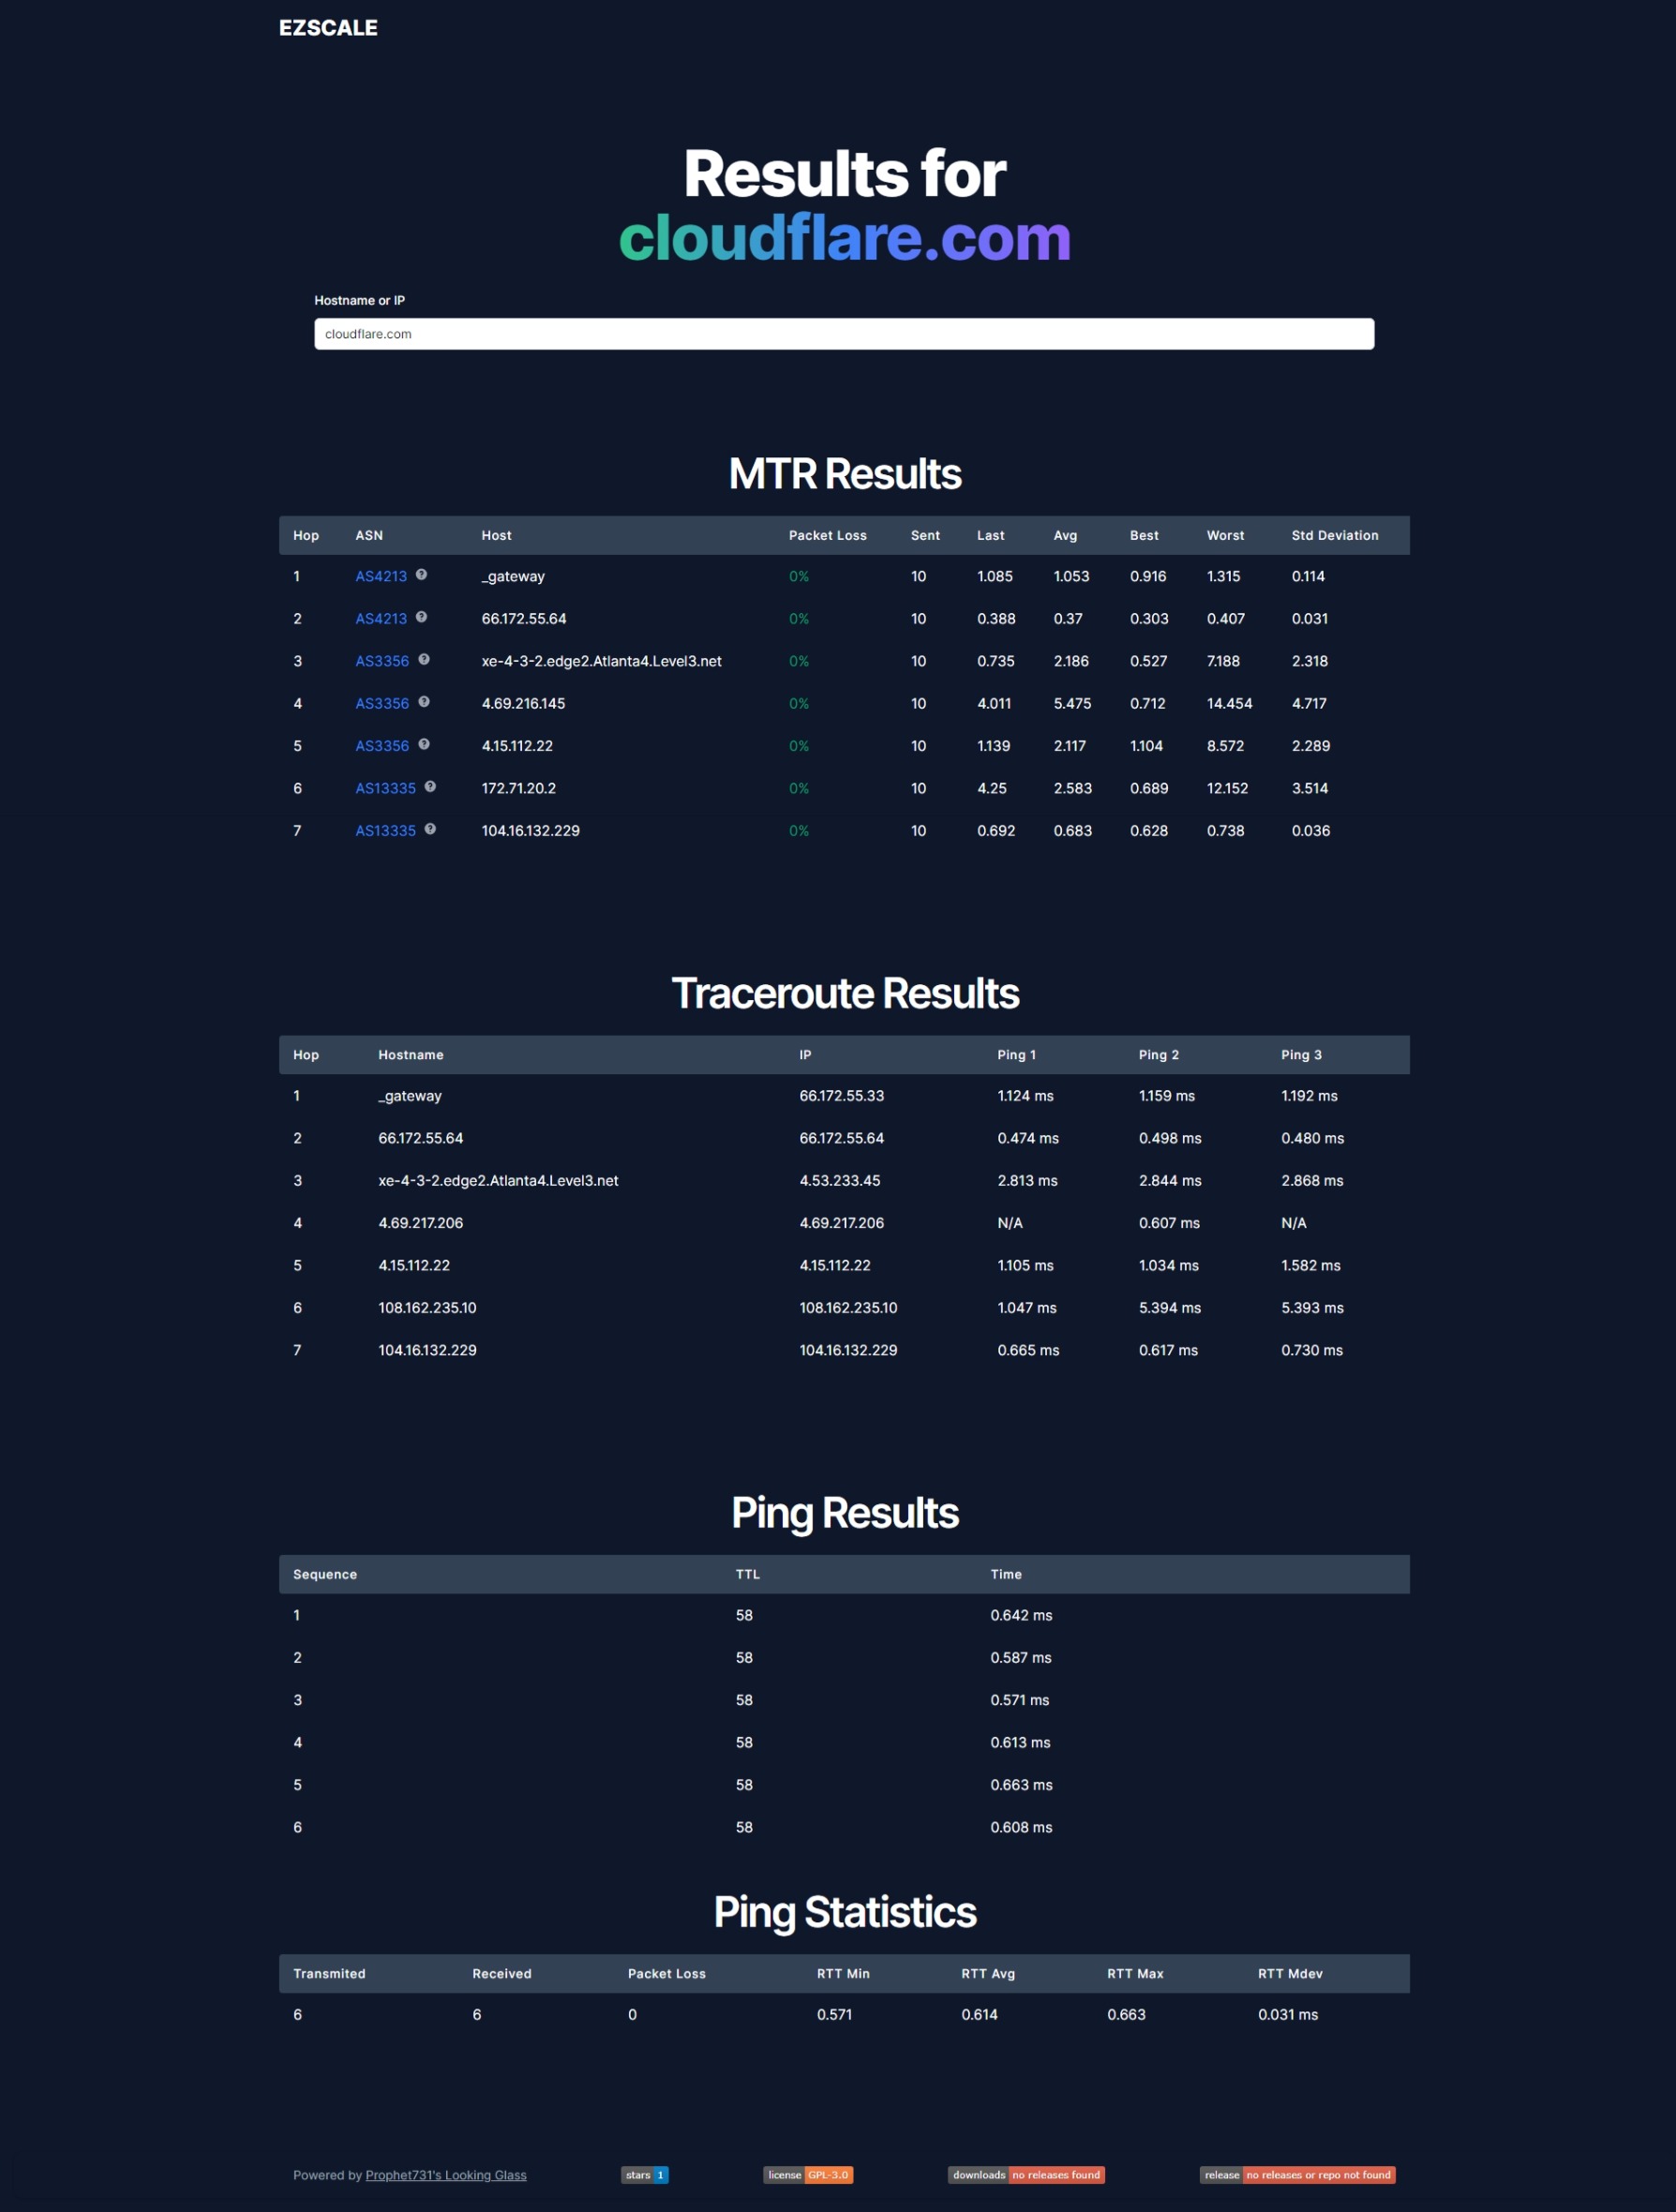 EZSCALE
Results for
cloudflare.com
Hostname or IP
cloudflare.com
MTR Results
Hop ASN Host Packet Loss Sent Last Avg Best Worst Std Deviation
1 AS4213 ? _gateway 0% 10 1.085 1.053 0.916 1.315 0.114
2 AS4213 ? 66.172.55.64 0% 10 0.388 0.37 0.303 0.407 0.031
3 AS3356 ? xe-4-3-2.edge2.Atlanta4.Level3.net 0% 10 0.735 2.186 0.527 7.188 2.318
4 AS3356 ? 4.69.216.145 0% 10 4.011 5.475 0.712 14.454 4.717
5 AS3356 ? 4.15.112.22 0% 10 1.139 2.117 1.104 8.572 2.289
6 AS13335 ? 172.71.20.2 0% 10 4.25 2.583 0.689 12.152 3.514
7 AS13335 ? 104.16.132.229 0% 10 0.692 0.683 0.628 0.738 0.036
Traceroute Results
Hop Hostname IP Ping 1 Ping 2 Ping 3
1 _gateway 66.172.55.33 1.124 ms 1.159 ms 1.192 ms
2 66.172.55.64 66.172.55.64 0.474 ms 0.498 ms 0.480 ms
3 xe-4-3-2.edge2.Atlanta4.Level3.net 4.53.233.45 2.813 ms 2.844 ms 2.868 ms
4 4.69.217.206 4.69.217.206 N/A 0.607 ms N/A
5 4.15.112.22 4.15.112.22 1.105 ms 1.034 ms 1.582 ms
6 108.162.235.10 108.162.235.10 1.047 ms 5.394 ms 5.393 ms
7 104.16.132.229 104.16.132.229 0.665 ms 0.617 ms 0.730 ms
Ping Results
Sequence TTL Time
1 58 0.642 ms
2 58 0.587 ms
3 58 0.571 ms
4 58 0.613 ms
5 58 0.663 ms
6 58 0.608 ms
Ping Statistics
Transmited Received Packet Loss RTT Min RTT Avg RTT Max RTT Mdev
6 6 0 0.571 0.614 0.663 0.031 ms
Powered by Prophet731's Looking Glass stars 1 license GPL-3.0 downloads no releases found release no releases or repo not found